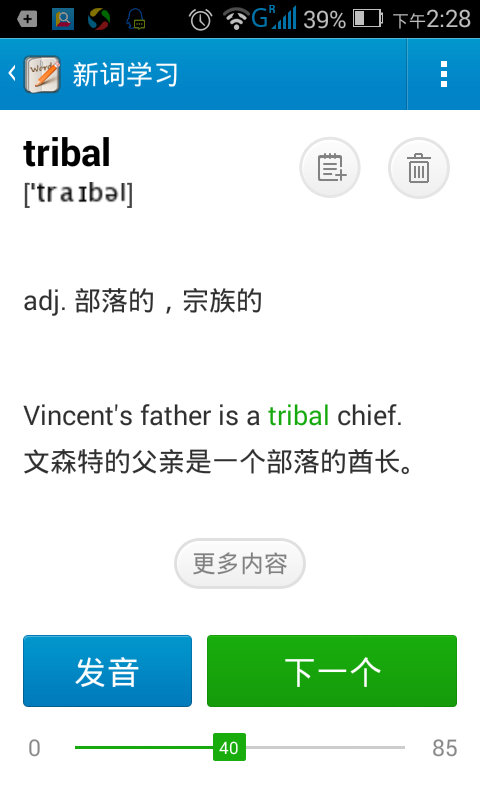 39% 下午2:28
新词学习
tribal
['traɪbəl]
adj. 部落的，宗族的
Vincent's father is a tribal chief.
文森特的父亲是一个部落的酋长。
更多内容
发音 下一个
0 40 85